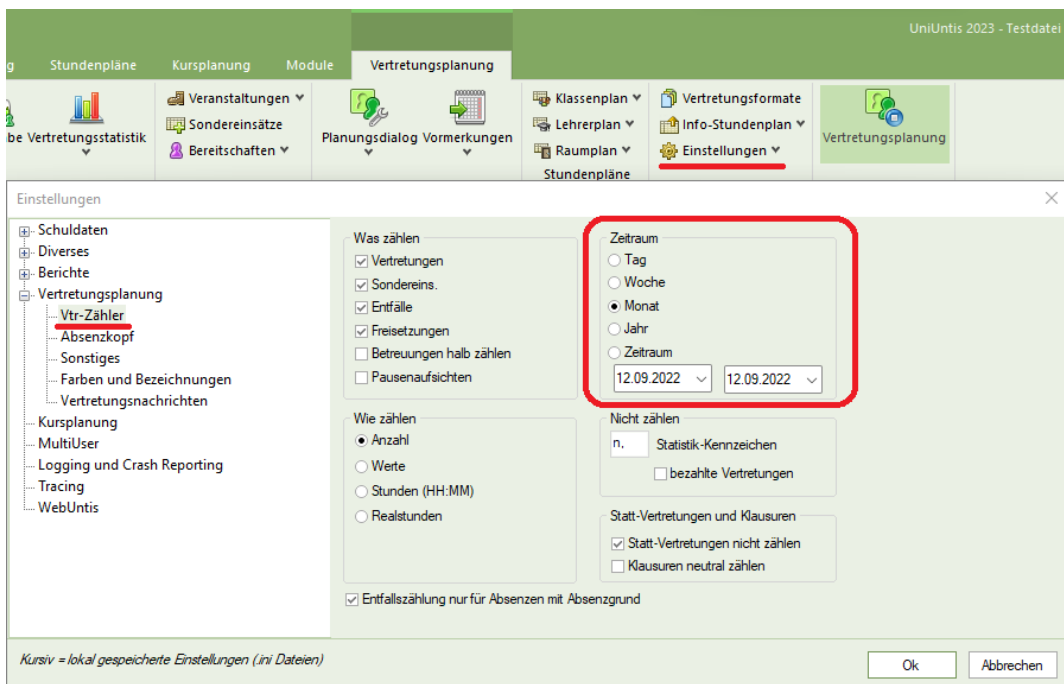 UniUntis 2023 - Testdatei
g Stundenpläne Kursplanung Module Vertretungsplanung
Veranstaltungen
Sondereinsätze
Bereitschaften
be Vertretungsstatistik
Planungsdialog Vormerkungen
Klassenplan
Lehrerplan
Raumplan
Stundenpläne
Vertretungsformate
Info-Stundenplan
Einstellungen
Vertretungsplanung
Einstellungen
Schuldaten
Diverses
Berichte
Vertretungsplanung
Vtr-Zähler
Absenzkopf
Sonstiges
Farben und Bezeichnungen
Vertretungsnachrichten
Kursplanung
MultiUser
Logging und Crash Reporting
Tracing
WebUntis
Was zählen
Vertretungen
Sondereins.
Entfälle
Freisetzungen
Betreuungen halb zählen
Pausenaufsichten
Zeitraum
Tag
Woche
Monat
Jahr
Zeitraum
12.09.2022 12.09.2022
Wie zählen
Anzahl
Werte
Stunden (HH:MM)
Realstunden
Nicht zählen
n, Statistik-Kennzeichen
bezahlte Vertretungen
Statt-Vertretungen und Klausuren
Statt-Vertretungen nicht zählen
Klausuren neutral zählen
Entfallszählung nur für Absenzen mit Absenzgrund
Kursiv = lokal gespeicherte Einstellungen (.ini Dateien)
Ok Abbrechen